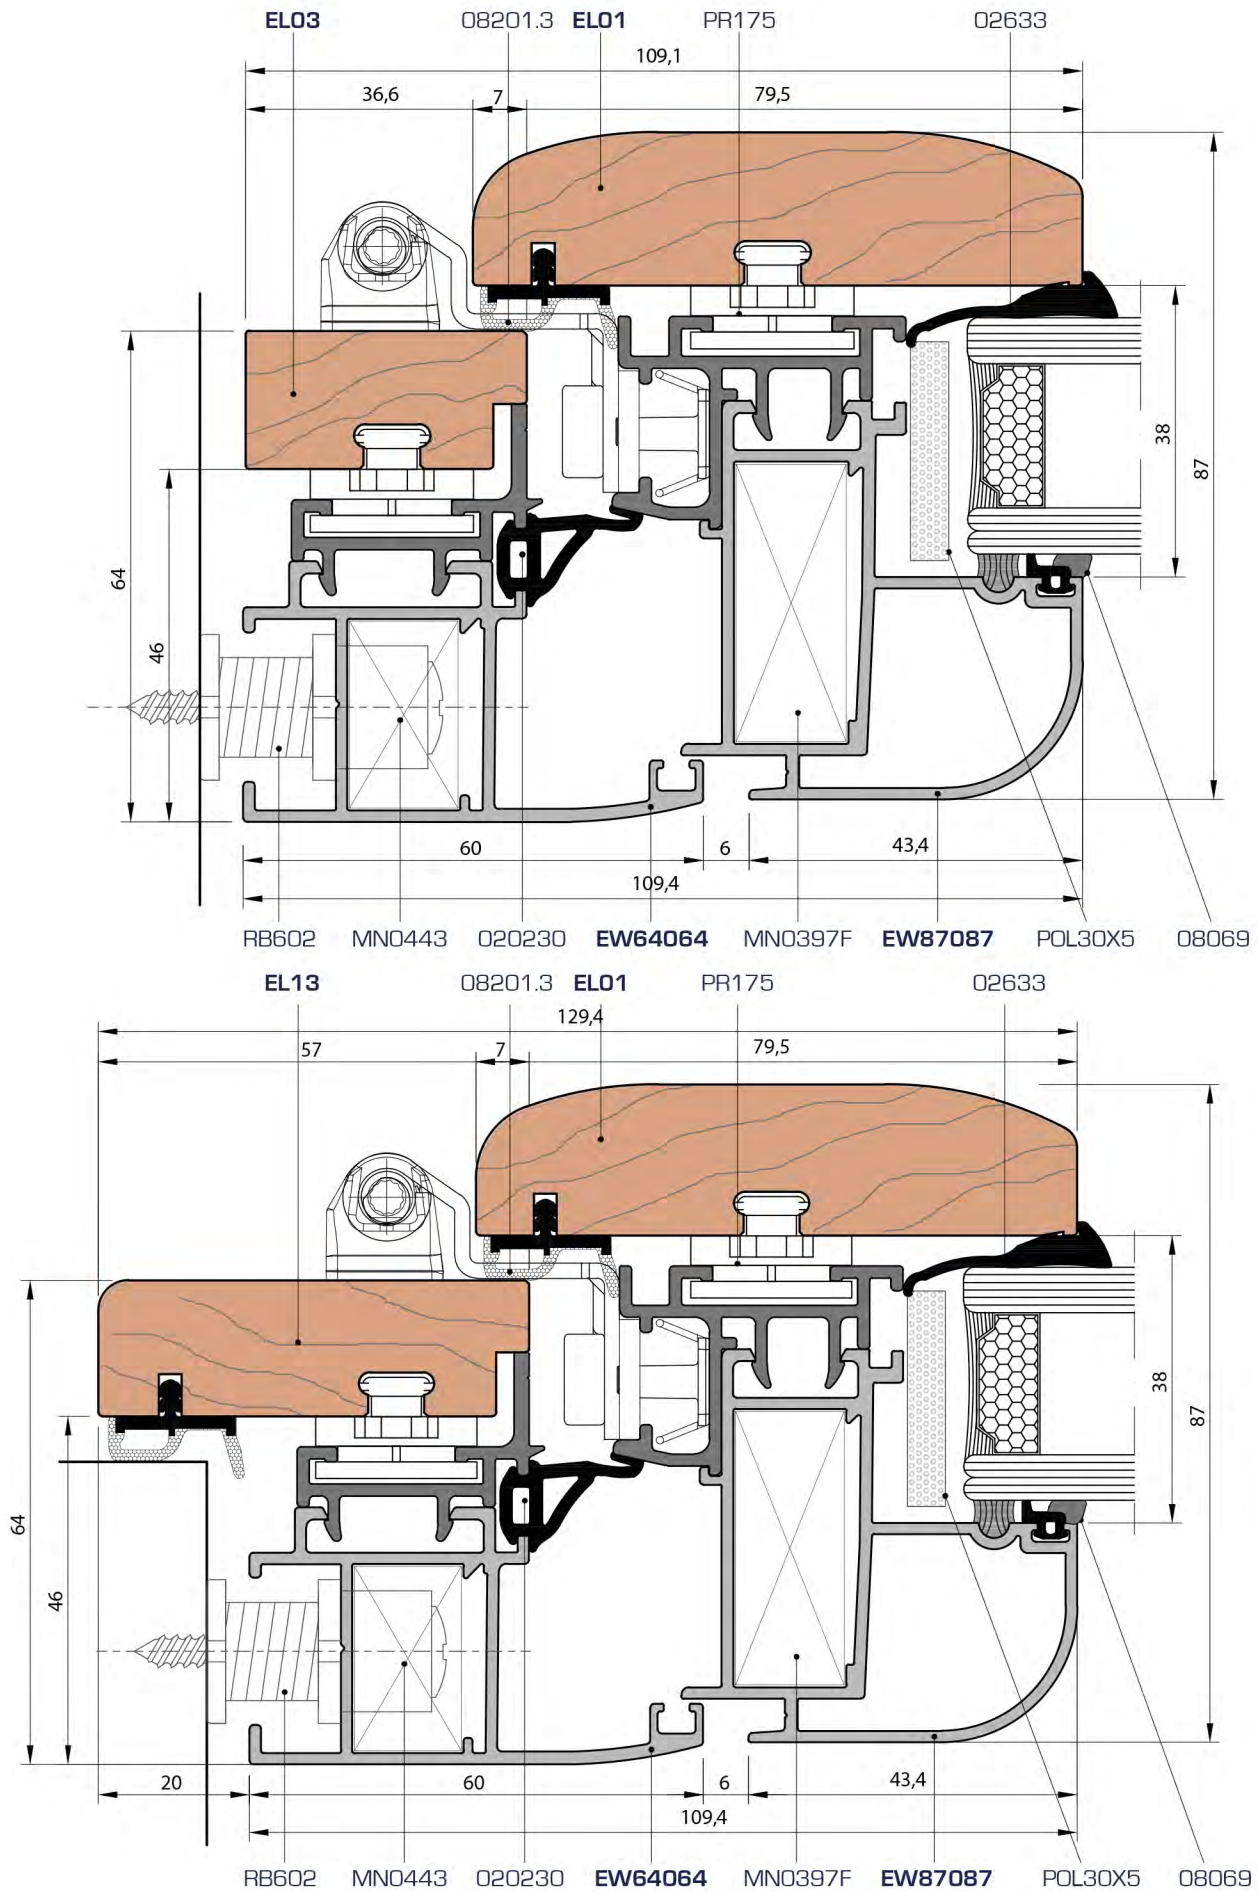 EL03 08201.3 EL01 PR175 02633
109,1
36,6 7 79,5
38
87
64
46
60 6 43,4
109,4
RB602 MN0443 020230 EW64064 MN0397F EW87087 POL30X5 08069
EL13 08201.3 EL01 PR175 02633
129,4
57 7 79,5
38
87
64
46
20 60 6 43,4
109,4
RB602 MN0443 020230 EW64064 MN0397F EW87087 POL30X5 08069